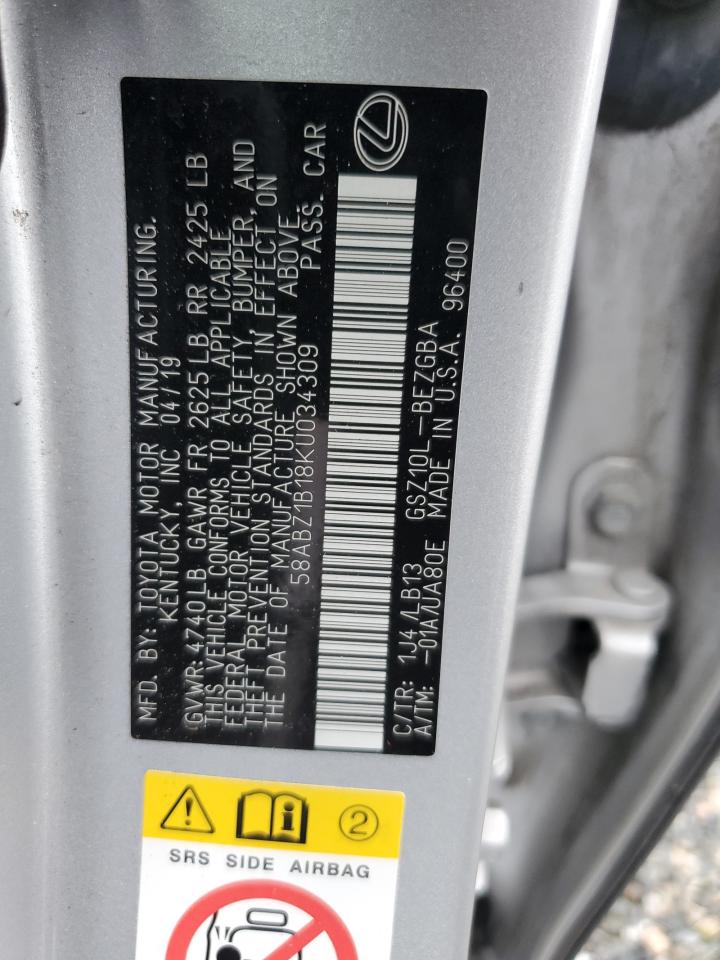 MFD. BY: TOYOTA MOTOR MANUFACTURING.
KENTUCKY, INC 04/19
GVWR 4740 LB GAWR FR 2625 LB RR 2425 LB
THIS VEHICLE CONFORMS TO ALL APPLICABLE
FEDERAL MOTOR VEHICLE SAFETY, BUMPER, AND
THEFT PREVENTION STANDARDS IN EFFECT ON
THE DATE OF MANUFACTURE SHOWN ABOVE.
58ABZ1B18KU034309 PASS. CAR
C/TR: 1J4 /LB13 GSZ10L-BEZGBA
A/TM: -01A/UA80E MADE IN U.S.A. 96400
2
SRS SIDE AIRBAG